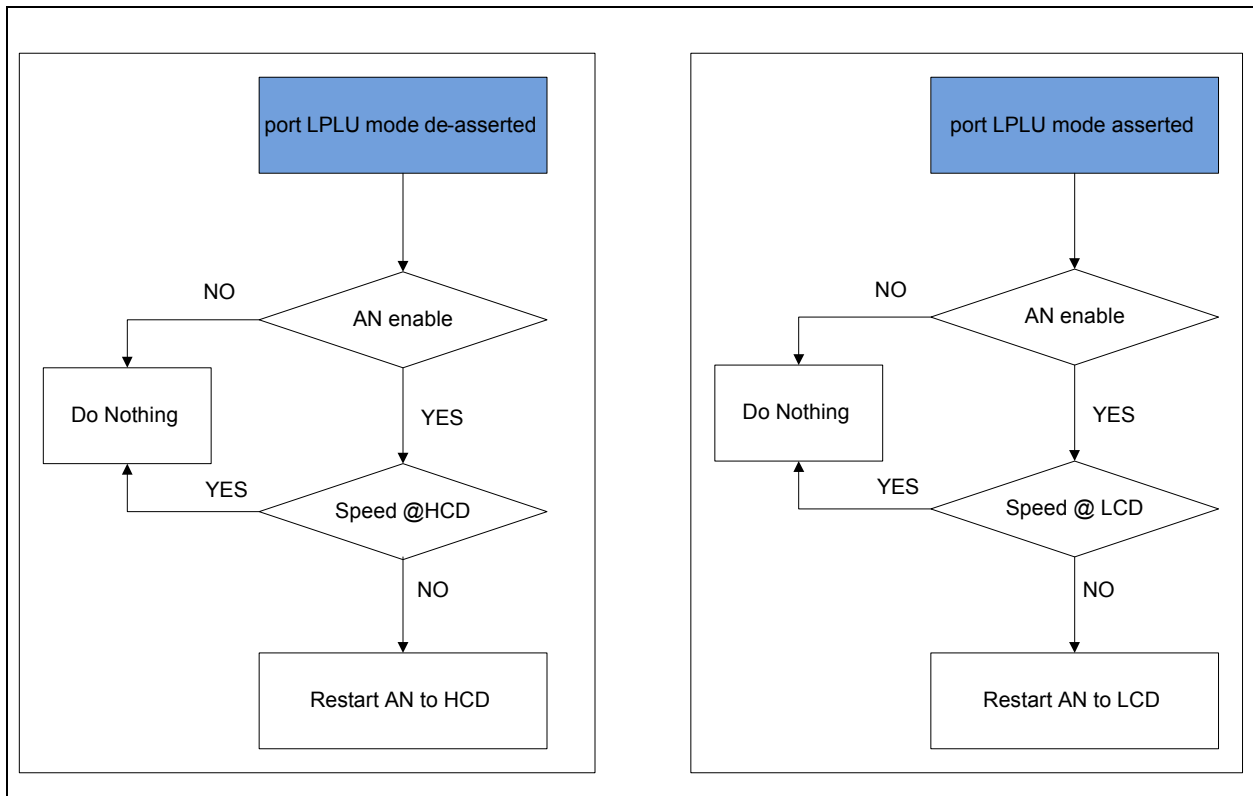 port LPLU mode de-asserted
NO
AN enable
Do Nothing
YES
YES
Speed @HCD
NO
Restart AN to HCD
port LPLU mode asserted
NO
AN enable
Do Nothing
YES
YES
Speed @ LCD
NO
Restart AN to LCD